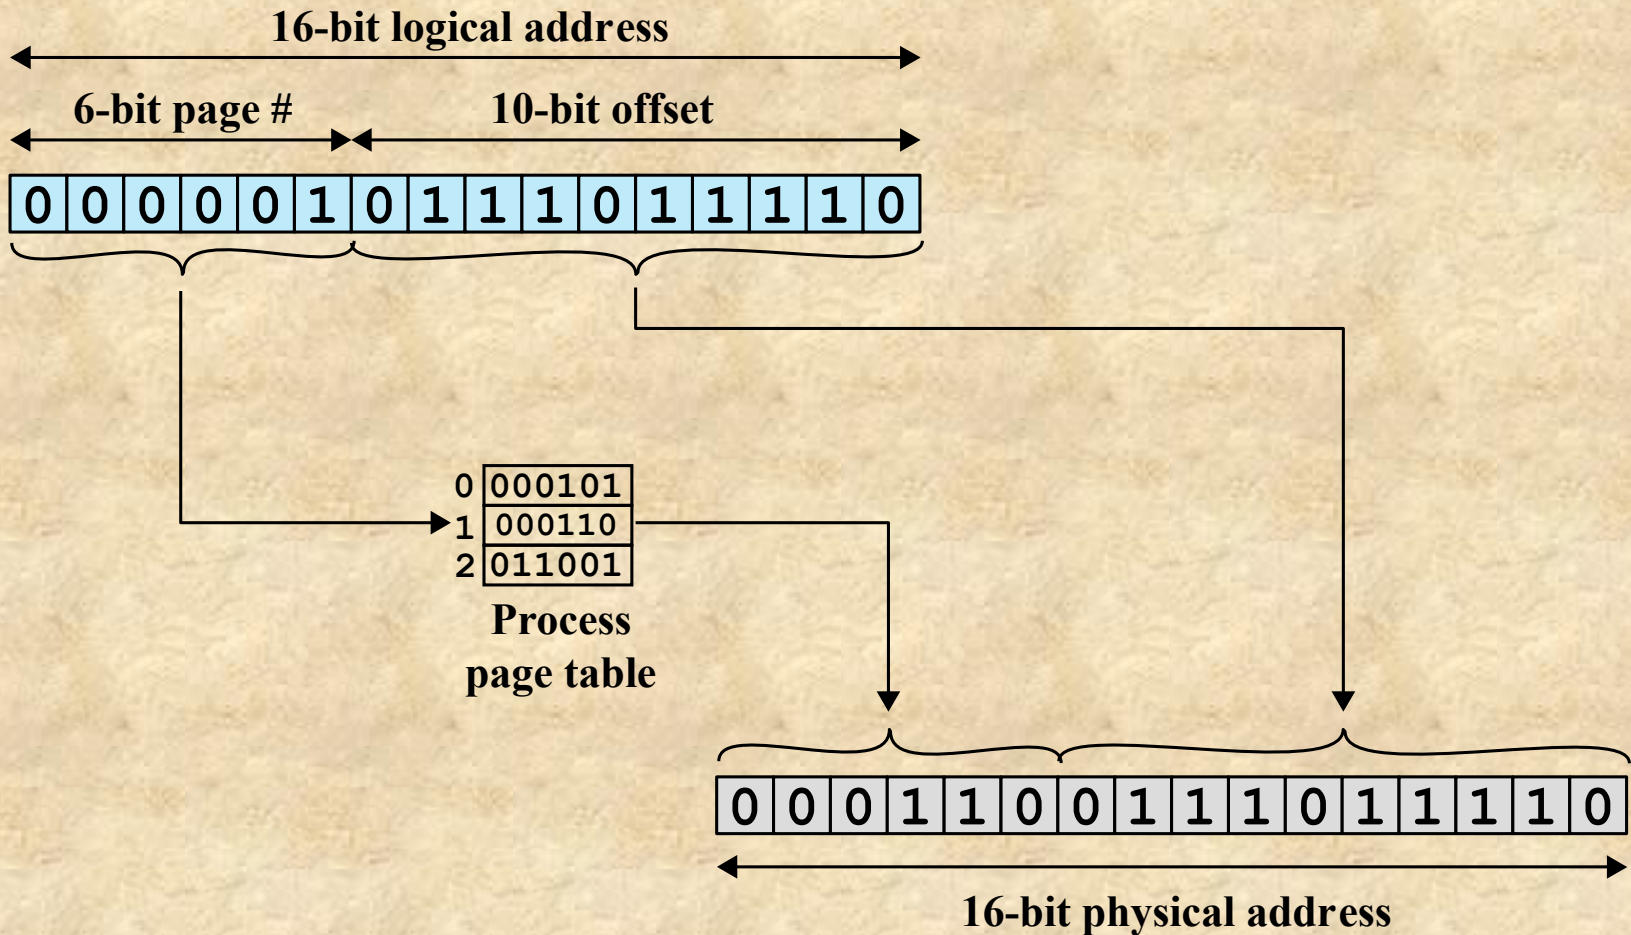 16-bit logical address
6-bit page # 10-bit offset
0 0 0 0 0 1 0 1 1 1 0 1 1 1 1 0
0 000101
1 000110
2 011001
Process
page table
0 0 0 1 1 0 0 1 1 1 0 1 1 1 1 0
16-bit physical address